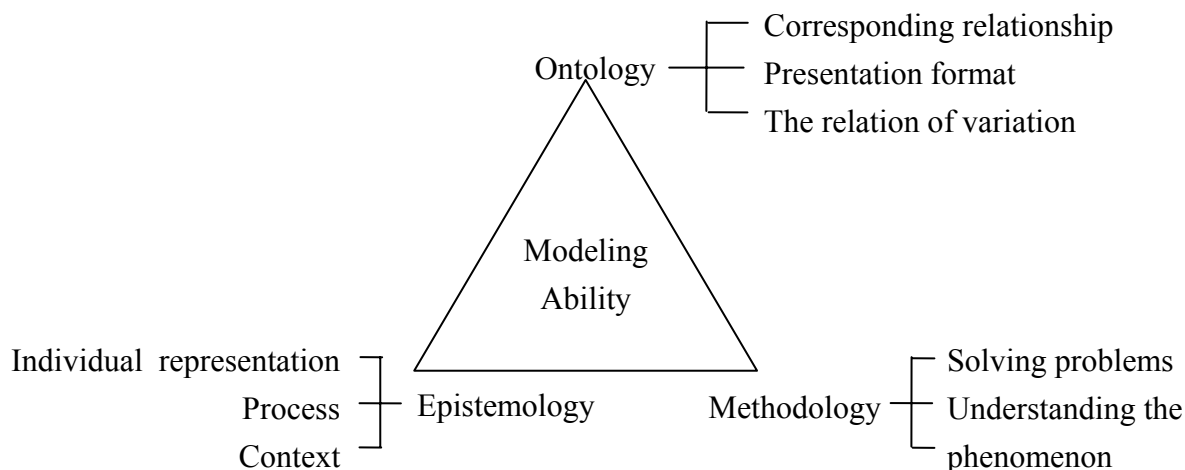 Corresponding relationship
Ontology
Presentation format
The relation of variation
Modeling
Ability
Individual representation
Process
Context
Epistemology
Methodology
Solving problems
Understanding the
phenomenon